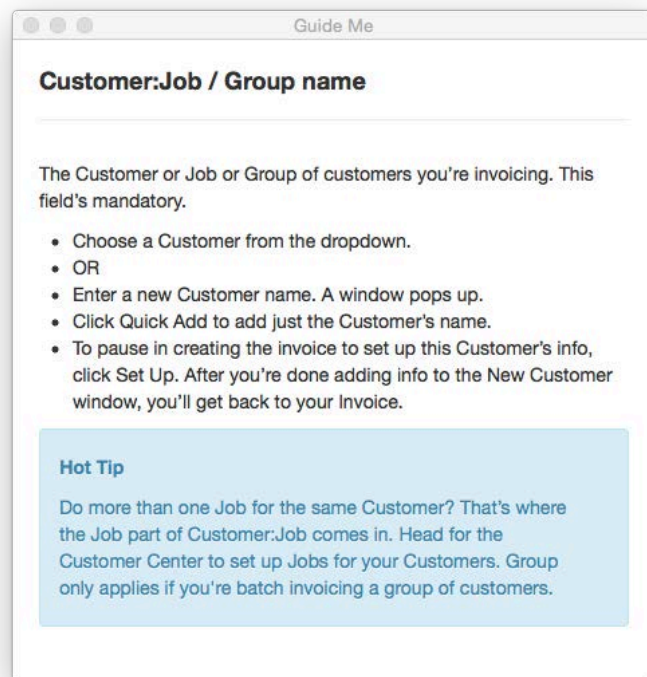 Guide Me
Customer:Job / Group name
The Customer or Job or Group of customers you're invoicing. This
field's mandatory.
• Choose a Customer from the dropdown.
• OR
• Enter a new Customer name. A window pops up.
• Click Quick Add to add just the Customer's name.
• To pause in creating the invoice to set up this Customer's info,
click Set Up. After you're done adding info to the New Customer
window, you'll get back to your Invoice.
Hot Tip
Do more than one Job for the same Customer? That's where
the Job part of Customer:Job comes in. Head for the
Customer Center to set up Jobs for your Customers. Group
only applies if you're batch invoicing a group of customers.